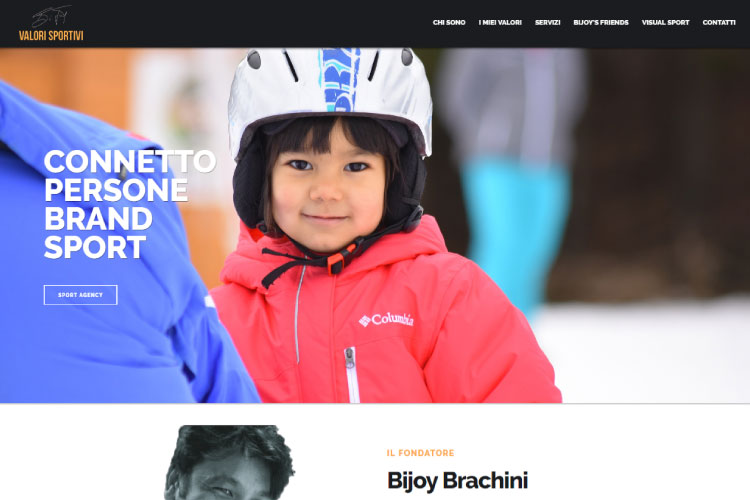 VALORI SPORTIVI
CHI SONO I MIEI VALORI SERVIZI BIJOY'S FRIENDS VISUAL SPORT CONTATTI
CONNETTO
PERSONE
BRAND
SPORT
SPORT AGENCY
Columbia
IL FONDATORE
Bijoy Brachini